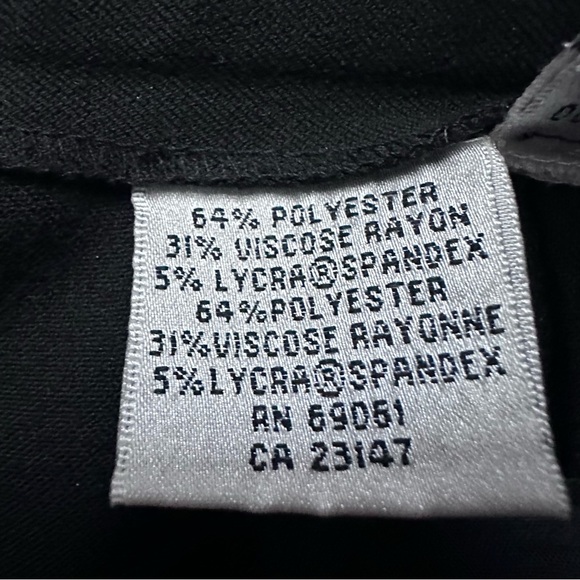 64% POLYESTER
31% VISCOSE RAYON
5% LYCRA®SPANDEX
64%POLYESTER
31%VISCOSE RAYONNE
5%LYCRA®SPANDEX
RN 69061
CA 23147